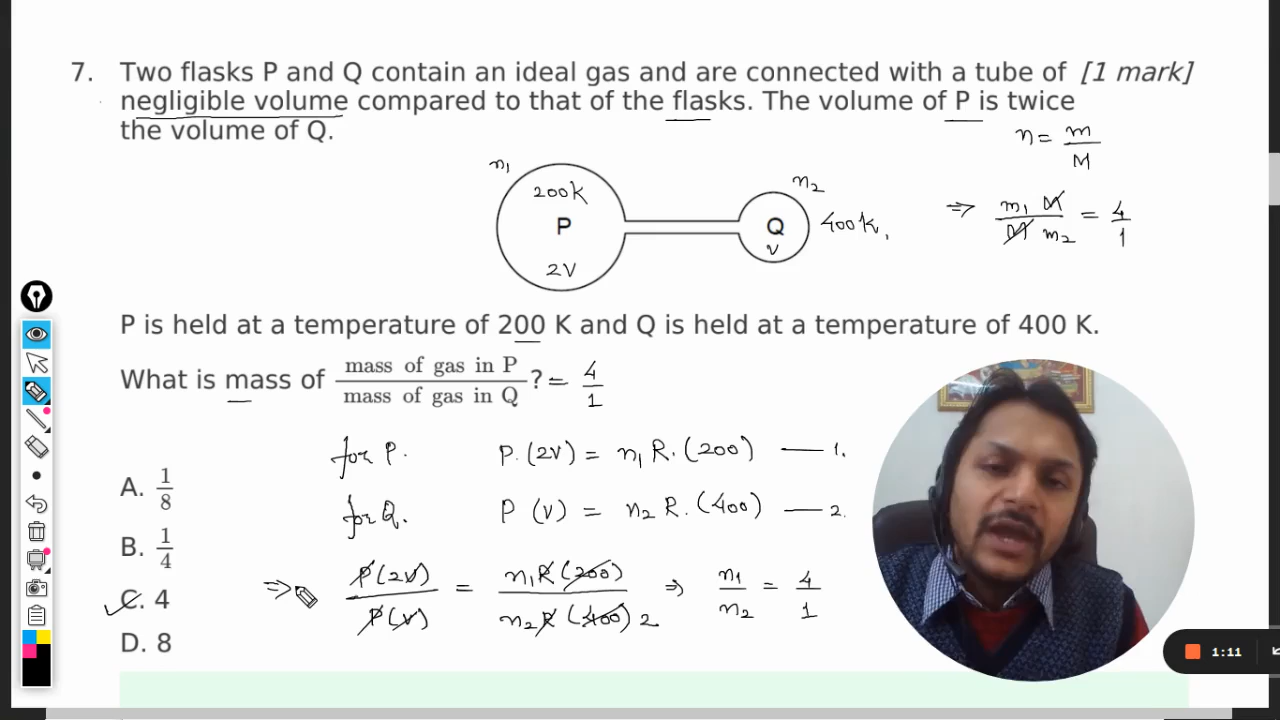 7. Two flasks P and Q contain an ideal gas and are connected with a tube of [1 mark]
negligible volume compared to that of the flasks. The volume of P is twice
the volume of Q.
n = m / M
n₁
200K
P
2V
n₂
Q
V
400K,
⇒ m₁ M / M m₂ = 4 / 1
P is held at a temperature of 200 K and Q is held at a temperature of 400 K.
What is mass of mass of gas in P / mass of gas in Q ? = 4 / 1
for P. P.(2V) = n₁ R.(200) — 1.
for Q. P (V) = n₂ R.(400) — 2.
⇒ P(2V) / P(V) = n₁R(200) / n₂R(400) 2 ⇒ n₁ / n₂ = 4 / 1
A. 1/8
B. 1/4
C. 4
D. 8
1:11